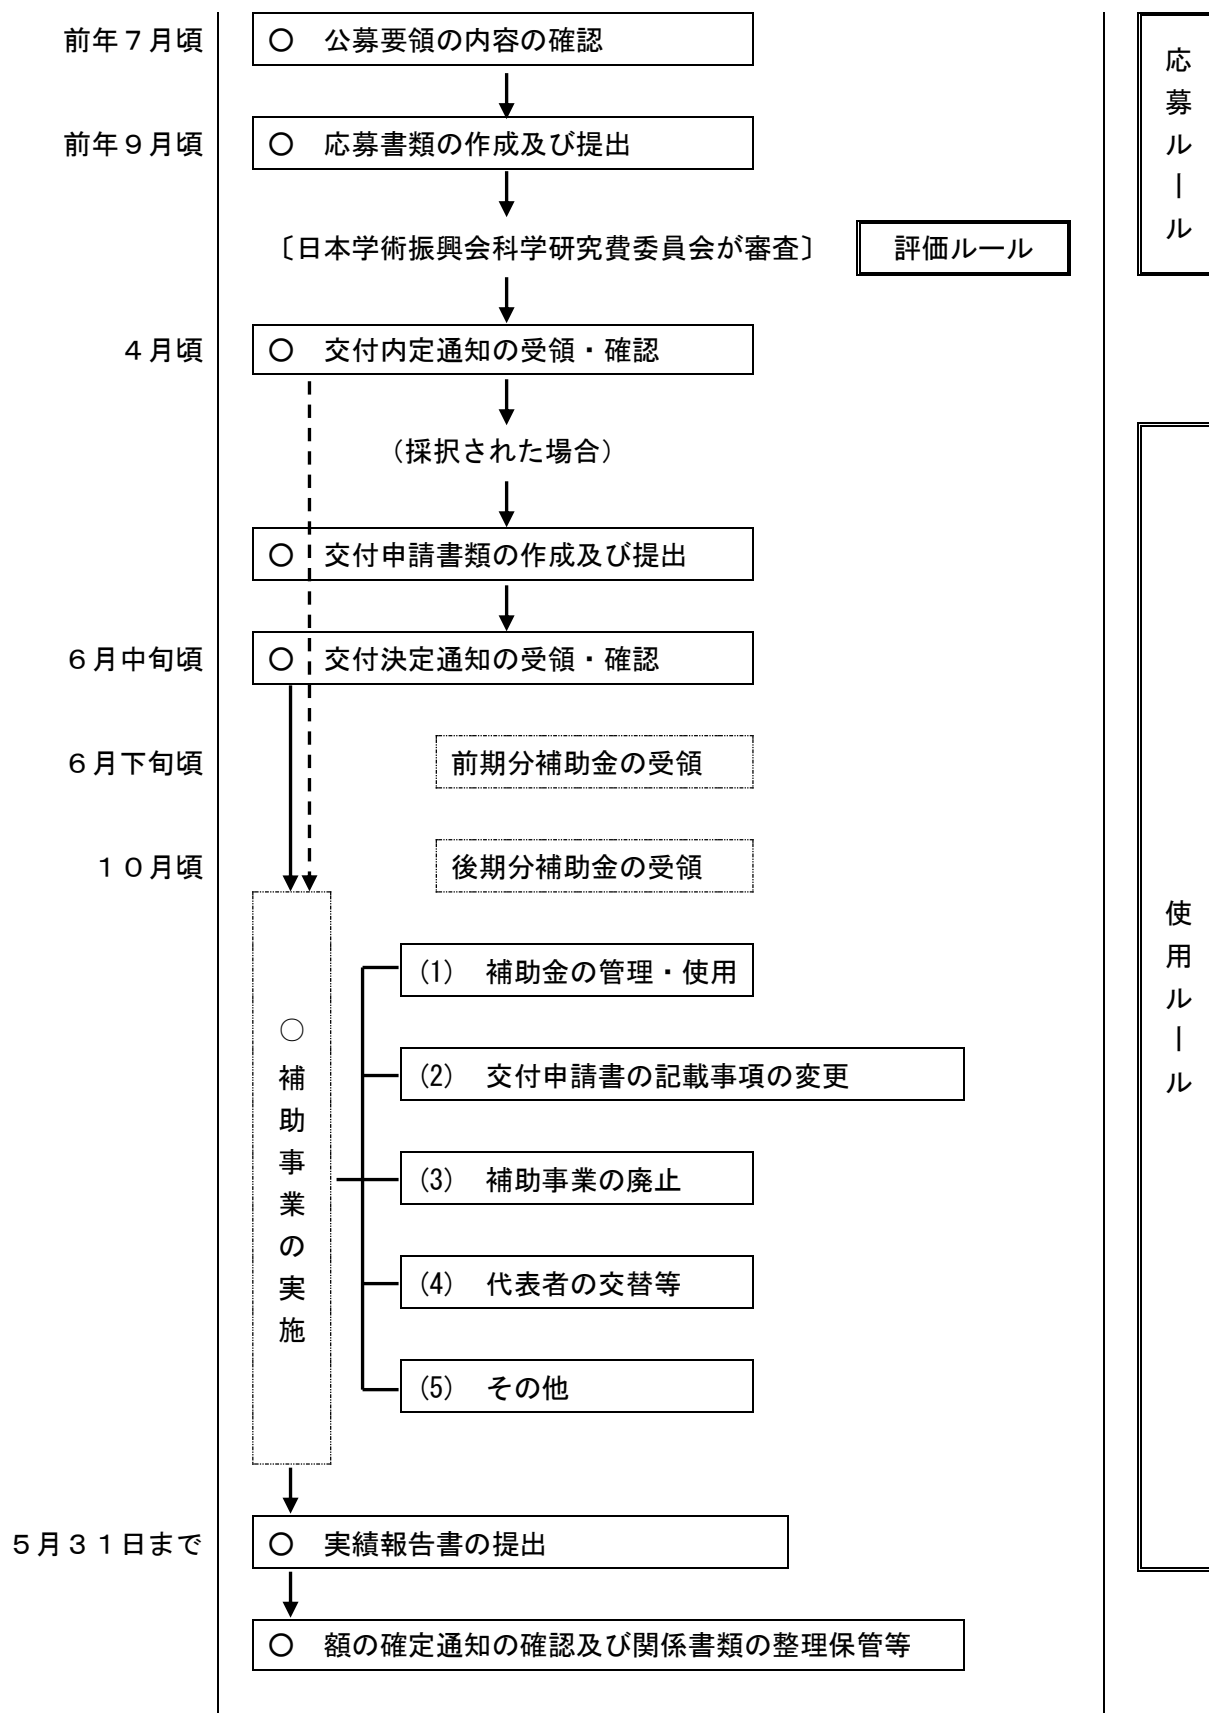 前年７月頃
○　公募要領の内容の確認
前年９月頃
○　応募書類の作成及び提出
応募ルール
〔日本学術振興会科学研究費委員会が審査〕
評価ルール
４月頃
○　交付内定通知の受領・確認
（採択された場合）
○　交付申請書類の作成及び提出
６月中旬頃
○　交付決定通知の受領・確認
６月下旬頃
前期分補助金の受領
１０月頃
後期分補助金の受領
使用ルール
○補助事業の実施
(1)　補助金の管理・使用
(2)　交付申請書の記載事項の変更
(3)　補助事業の廃止
(4)　代表者の交替等
(5)　その他
５月３１日まで
○　実績報告書の提出
○　額の確定通知の確認及び関係書類の整理保管等